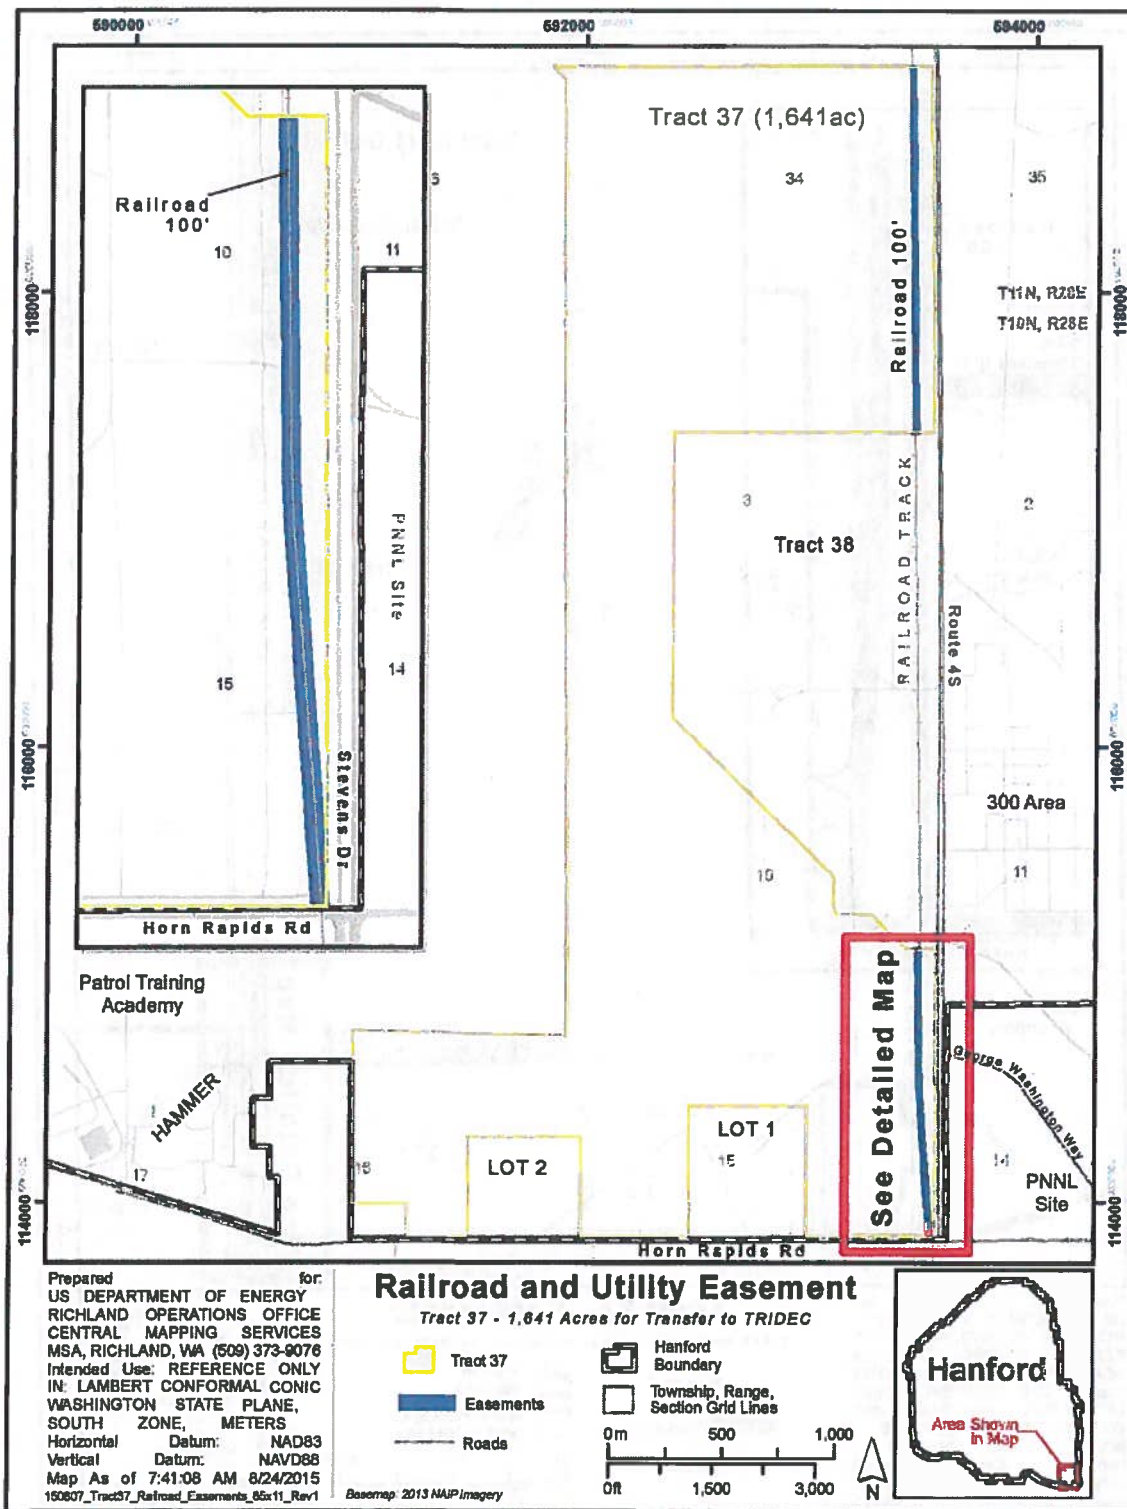 590000
592000
594000
Tract 37 (1,641ac)
34
35
Railroad
100'
10
11
Railroad 100'
T11N, R28E
T10N, R28E
118000
118000
3
2
Tract 38
RAILROAD TRACK
Route 4S
PNNL Site
14
15
Stevens Dr
Horn Rapids Rd
116000
116000
300 Area
10
11
See Detailed Map
Patrol Training
Academy
HAMMER
George Washington Way
LOT 1
LOT 2
15
16
17
14
PNNL
Site
114000
114000
Horn Rapids Rd
Prepared for:
US DEPARTMENT OF ENERGY
RICHLAND OPERATIONS OFFICE
CENTRAL MAPPING SERVICES
MSA, RICHLAND, WA (509) 373-9076
Intended Use: REFERENCE ONLY
IN: LAMBERT CONFORMAL CONIC
WASHINGTON STATE PLANE,
SOUTH ZONE, METERS
Horizontal Datum: NAD83
Vertical Datum: NAVD88
Map As of 7:41:08 AM 8/24/2015
150807_Tract37_Railroad_Easements_85x11_Rev1
Railroad and Utility Easement
Tract 37 - 1,641 Acres for Transfer to TRIDEC
Tract 37
Easements
Roads
Hanford
Boundary
Township, Range,
Section Grid Lines
0m 500 1,000
0ft 1,500 3,000
Basemap: 2013 NAIP Imagery
N
Hanford
Area Shown
in Map